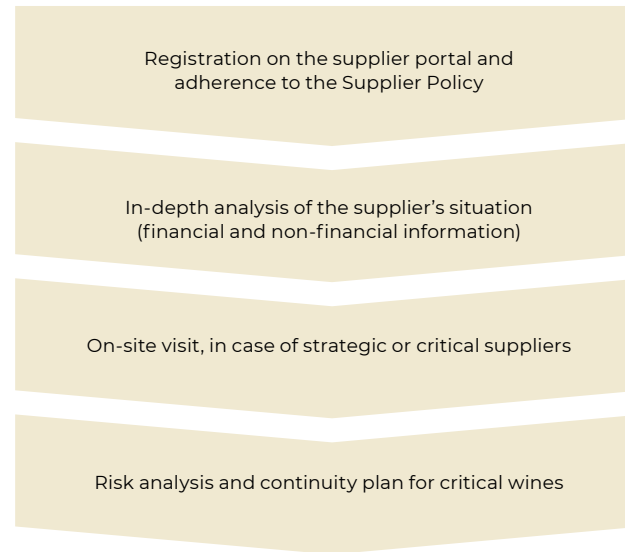 Registration on the supplier portal and
adherence to the Supplier Policy
In-depth analysis of the supplier’s situation
(financial and non-financial information)
On-site visit, in case of strategic or critical suppliers
Risk analysis and continuity plan for critical wines